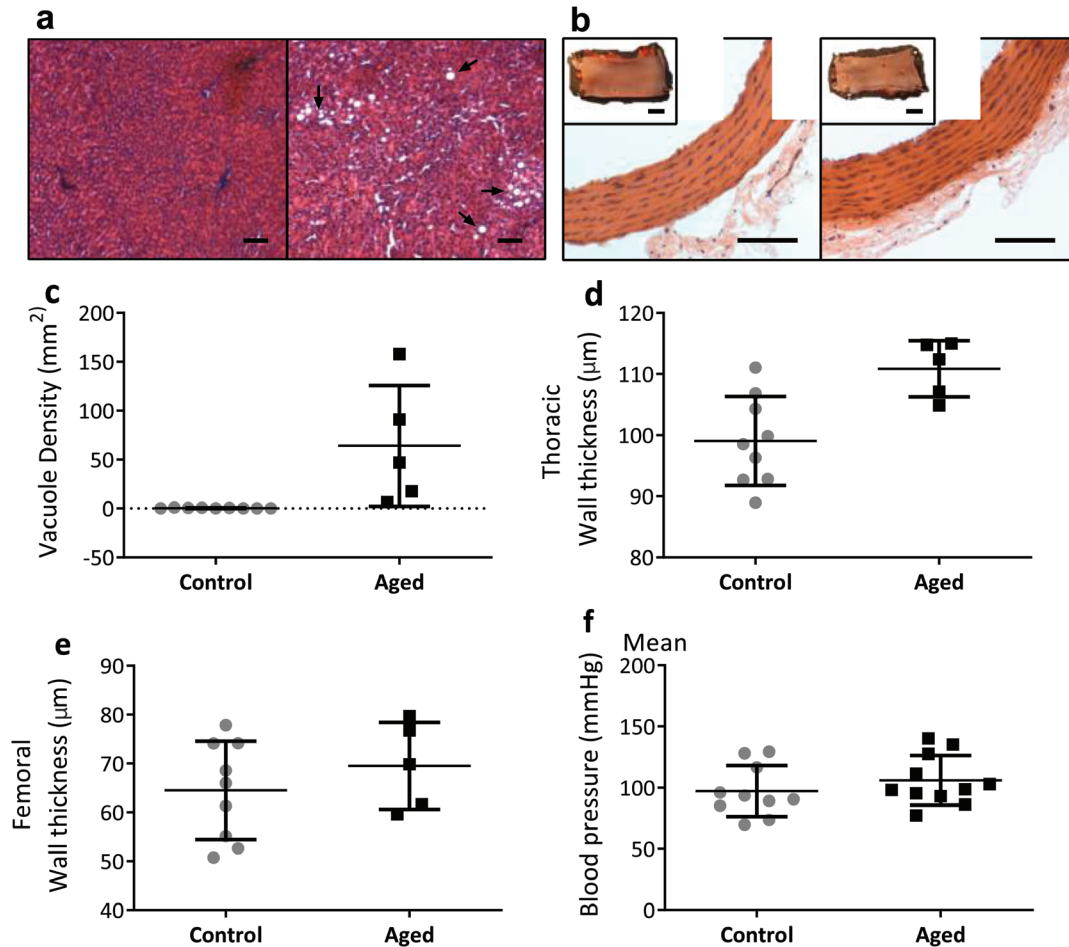 a
b
c
Vacuole Density (mm²)
200
150
100
50
0
-50
Control
Aged
d
Thoracic
Wall thickness (μm)
120
110
100
90
80
Control
Aged
e
Femoral
Wall thickness (μm)
90
80
70
60
50
40
Control
Aged
f
Mean
Blood pressure (mmHg)
200
150
100
50
0
Control
Aged